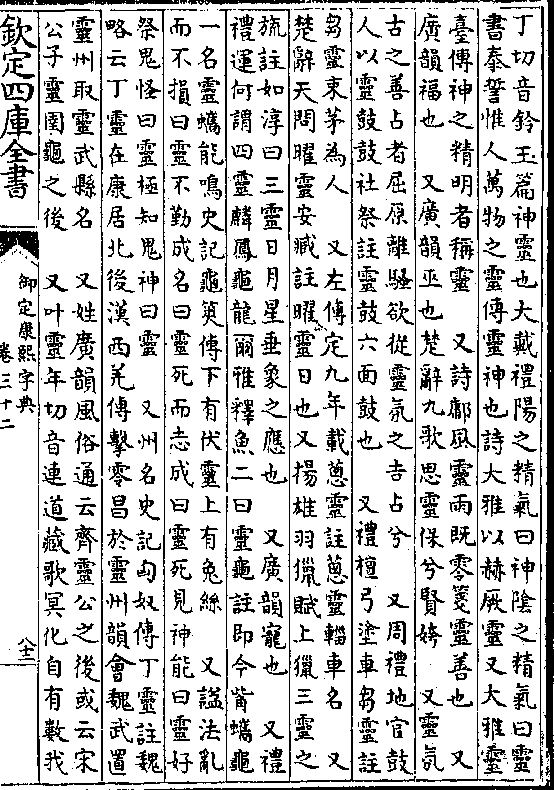 丁切音鈴玉篇神靈也大戴禮陽之精氣曰神隂之精氣曰靈
書泰誓惟人萬物之靈傳靈神也詩大雅以赫厥靈又大雅靈
臺傳神之精明者稱靈　又詩鄘風靈雨既零箋靈善也　又
廣韻福也　又廣韻巫也楚辭九歌思靈保兮賢姱　又靈氛
古之善占者屈原離騷欲從靈氛之吉占兮　又周禮地官鼓
人以靈鼓鼓社祭註靈鼓六面鼓也　又禮檀弓塗車芻靈註
芻靈束茅為人　又左傳定九年載蔥靈註蔥靈輜車名　又
楚辭天問曜靈安臧註曜靈日也又揚雄羽獵賦上獵三靈之
旒註如淳曰三靈日月星垂象之應也　又廣韻寵也　又禮
禮運何謂四靈麟鳳龜龍爾雅釋魚二曰靈龜註即今觜蠵龜
一名靈蠵能鳴史記龜筴傳下有伏靈上有兔絲　又諡法亂
而不損曰靈不勤成名曰靈死而志成曰靈死見神能曰靈好
祭鬼怪曰靈極知鬼神曰靈　又州名史記匈奴傳丁靈註魏
略云丁靈在康居北後漢西羌傳擊零昌於靈州韻會魏武置
靈州取靈武縣名　又姓廣韻風俗通云齊靈公之後或云宋
公子靈圍龜之後　又叶靈年切音連道藏歌冥化自有數我
欽定四庫全書
御定康熙字典
卷三十二
八十二